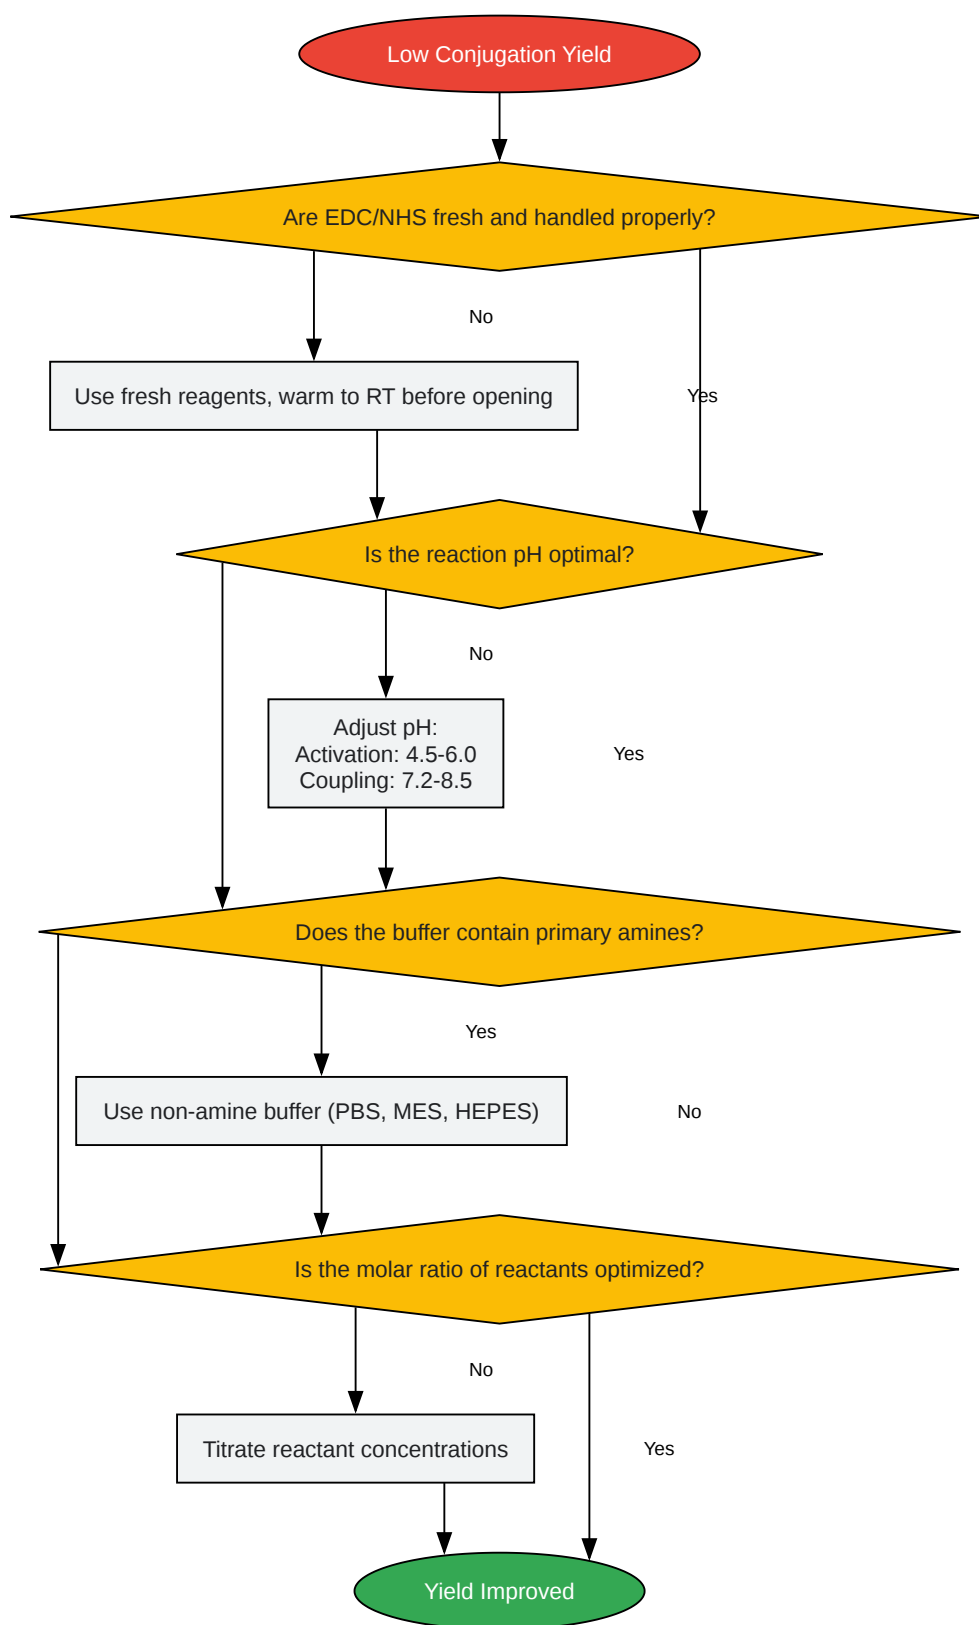 Low Conjugation Yield
Are EDC/NHS fresh and handled properly?
No
Use fresh reagents, warm to RT before opening
Yes
Is the reaction pH optimal?
No
Adjust pH:
Activation: 4.5-6.0
Coupling: 7.2-8.5
Yes
Does the buffer contain primary amines?
Yes
Use non-amine buffer (PBS, MES, HEPES)
No
Is the molar ratio of reactants optimized?
No
Titrate reactant concentrations
Yes
Yield Improved